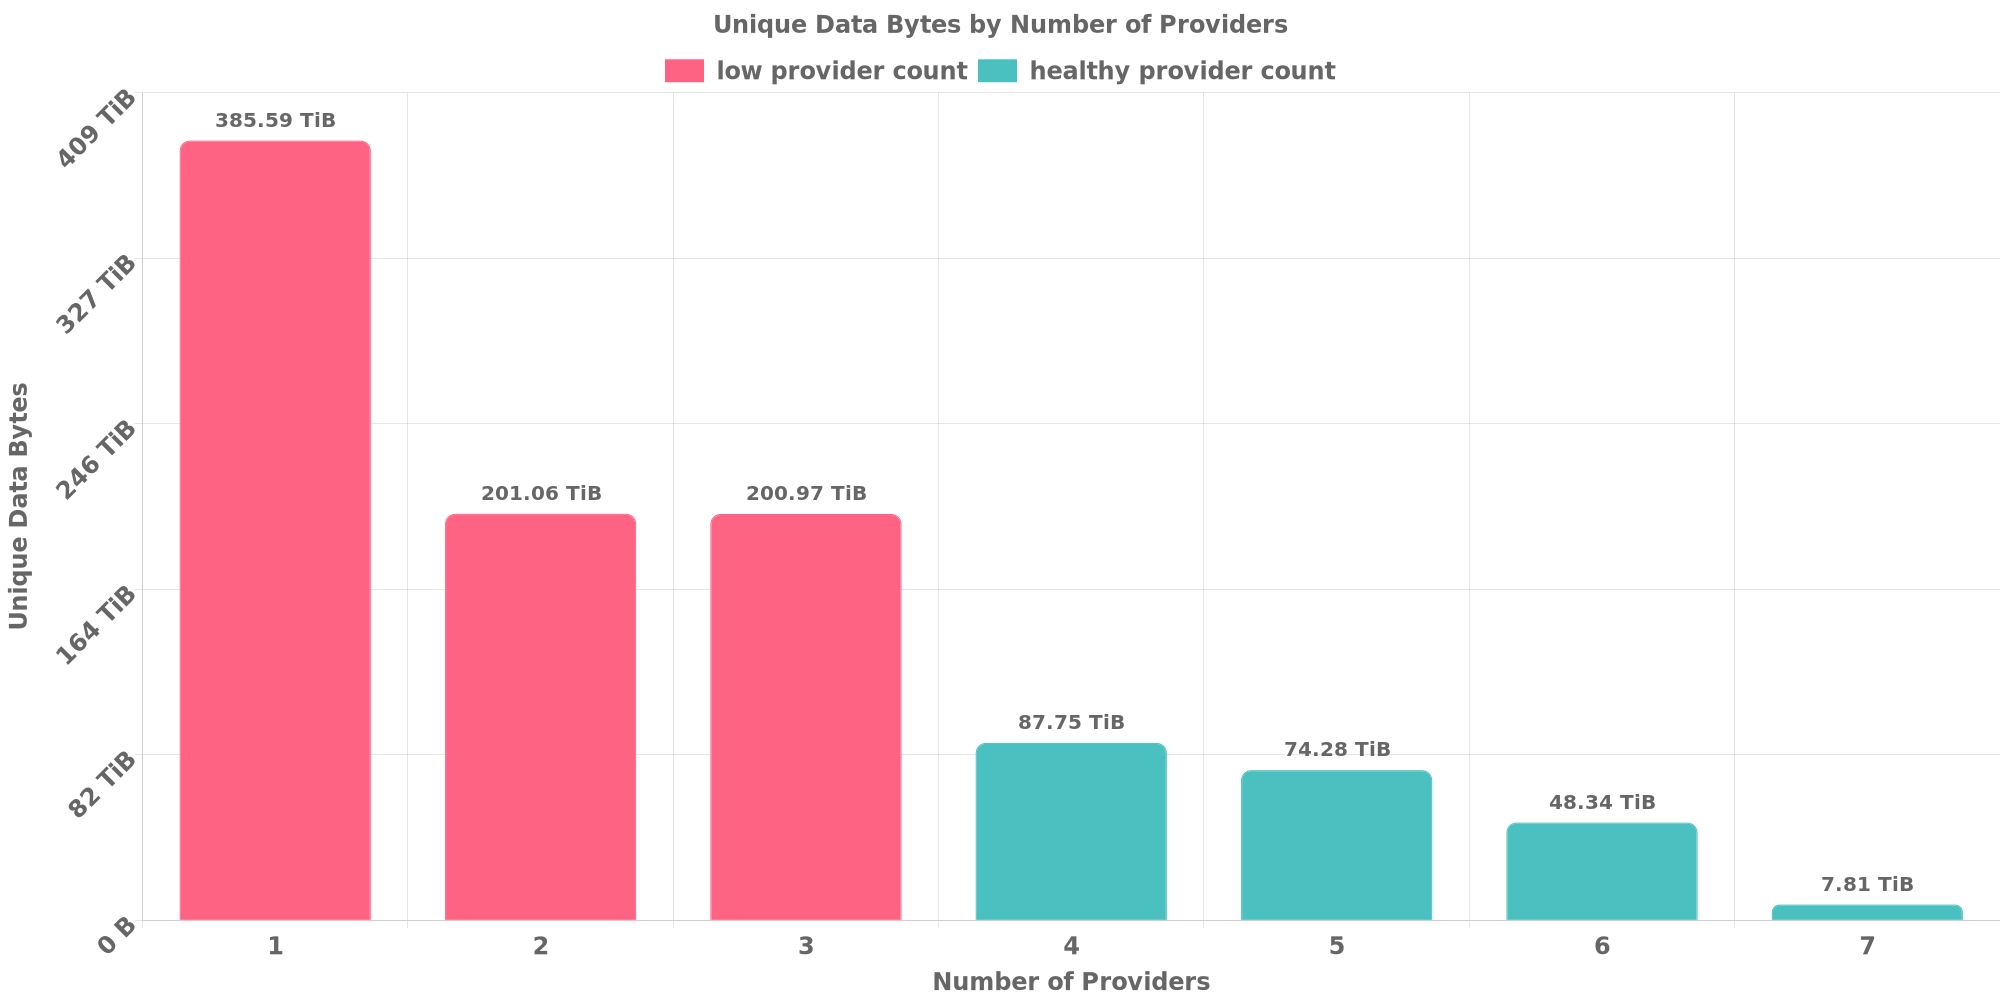 Unique Data Bytes by Number of Providers
low provider count healthy provider count
409 TiB
327 TiB
246 TiB
164 TiB
82 TiB
0 B
Unique Data Bytes
385.59 TiB
201.06 TiB
200.97 TiB
87.75 TiB
74.28 TiB
48.34 TiB
7.81 TiB
1 2 3 4 5 6 7
Number of Providers